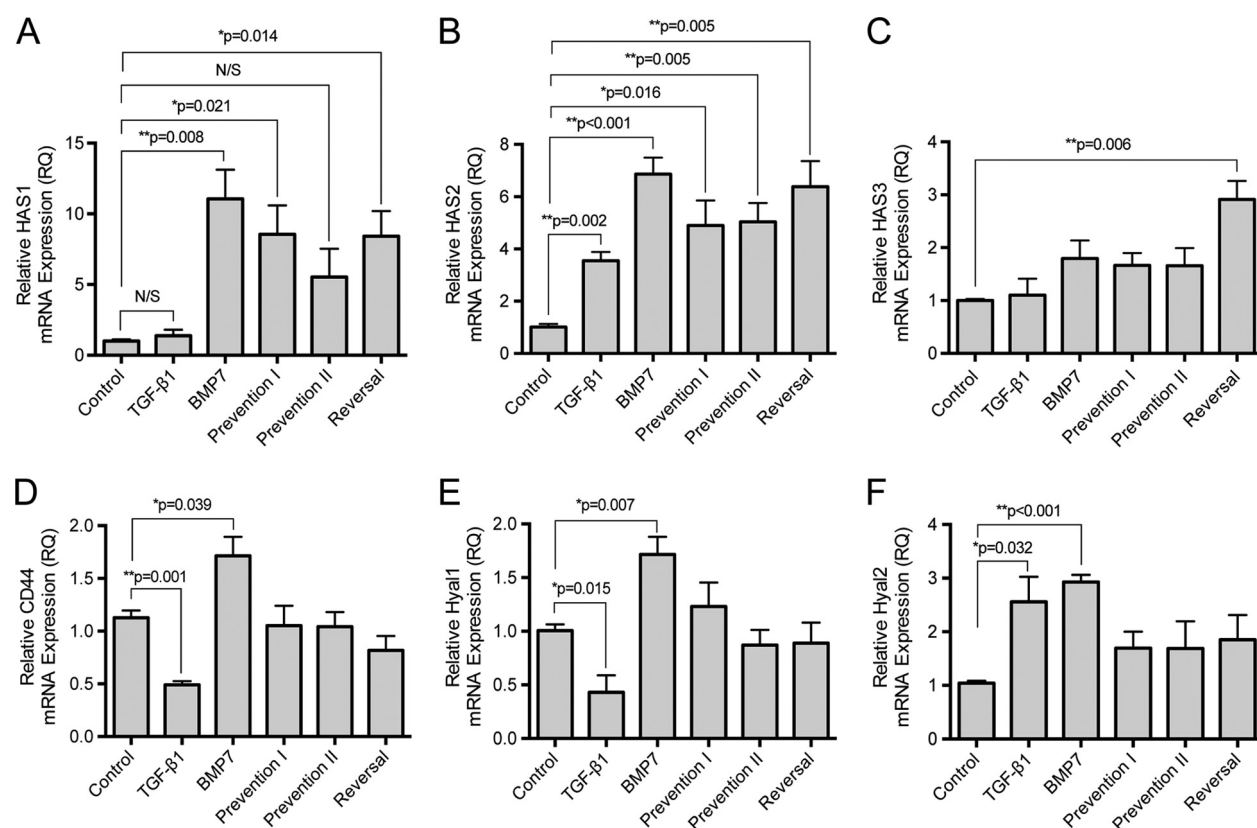 A
*p=0.014
N/S
*p=0.021
**p=0.008
N/S
Relative HAS1
mRNA Expression (RQ)
15
10
5
0
Control
TGF-β1
BMP7
Prevention I
Prevention II
Reversal
B
**p=0.005
**p=0.005
*p=0.016
**p<0.001
**p=0.002
Relative HAS2
mRNA Expression (RQ)
8
6
4
2
0
Control
TGF-β1
BMP7
Prevention I
Prevention II
Reversal
C
**p=0.006
Relative HAS3
mRNA Expression (RQ)
4
3
2
1
0
Control
TGF-β1
BMP7
Prevention I
Prevention II
Reversal
D
*p=0.039
**p=0.001
Relative CD44
mRNA Expression (RQ)
2.0
1.5
1.0
0.5
0.0
Control
TGF-β1
BMP7
Prevention I
Prevention II
Reversal
E
*p=0.007
*p=0.015
Relative Hyal1
mRNA Expression (RQ)
2.0
1.5
1.0
0.5
0.0
Control
TGF-β1
BMP7
Prevention I
Prevention II
Reversal
F
**p<0.001
*p=0.032
Relative Hyal2
mRNA Expression (RQ)
4
3
2
1
0
Control
TGF-β1
BMP7
Prevention I
Prevention II
Reversal